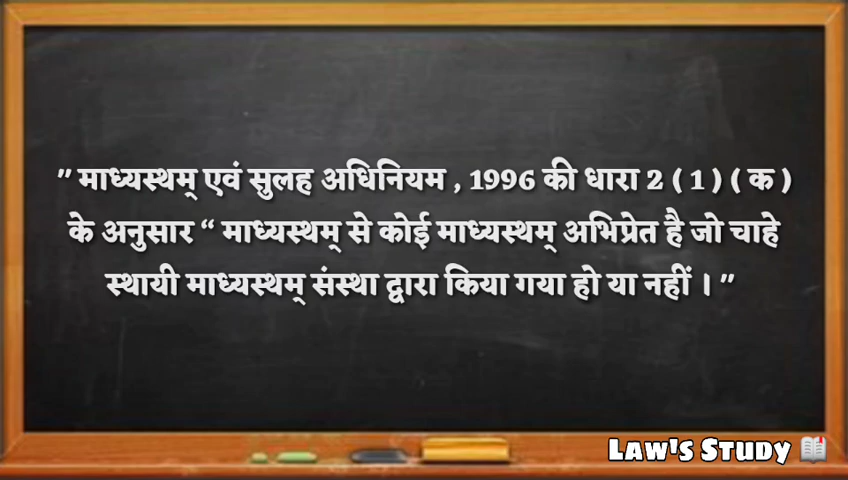 " माध्यस्थम् एवं सुलह अधिनियम , 1996 की धारा 2 ( 1 ) ( क )
के अनुसार “ माध्यस्थम् से कोई माध्यस्थम् अभिप्रेत है जो चाहे
स्थायी माध्यस्थम् संस्था द्वारा किया गया हो या नहीं । "
Law's Study 📖